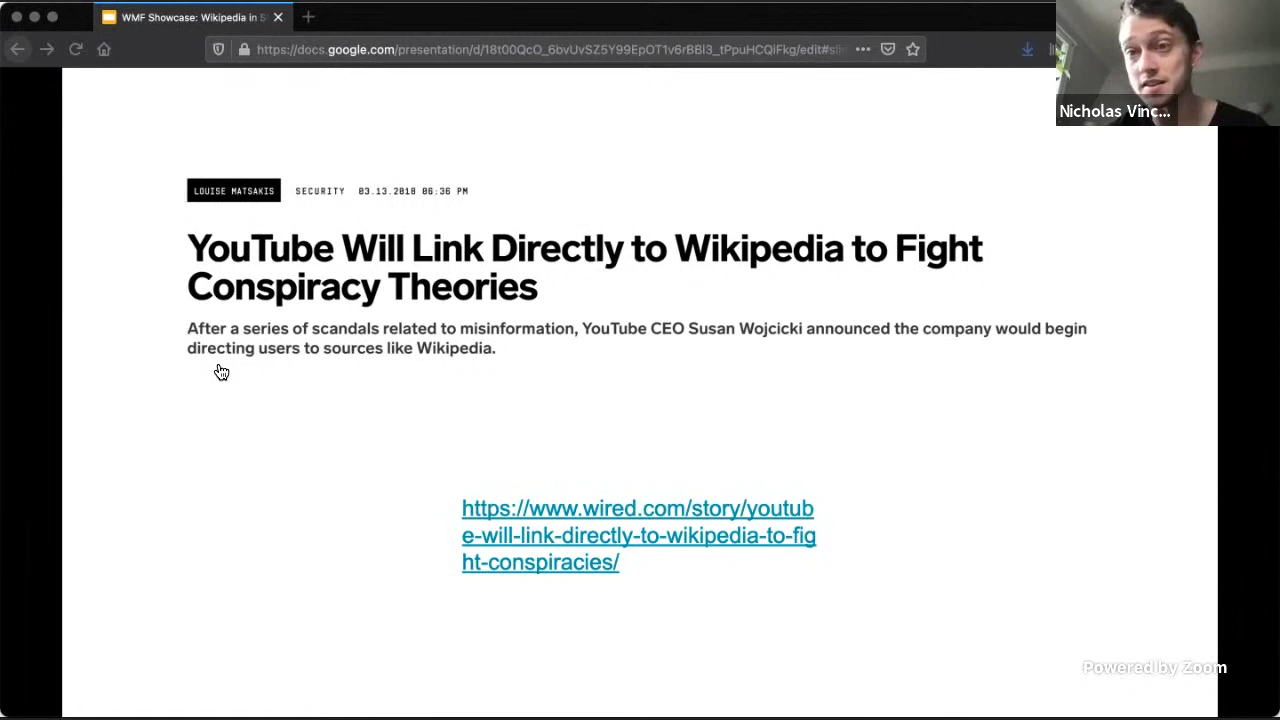 WMF Showcase: Wikipedia in S
https://docs.google.com/presentation/d/18t00QcO_6bvUvSZ5Y99EpOT1v6rBBl3_tPpuHCQiFkg/edit#sli
Nicholas Vinc...
LOUISE MATSAKIS SECURITY 03.13.2018 06:36 PM
YouTube Will Link Directly to Wikipedia to Fight
Conspiracy Theories
After a series of scandals related to misinformation, YouTube CEO Susan Wojcicki announced the company would begin
directing users to sources like Wikipedia.
https://www.wired.com/story/youtub
e-will-link-directly-to-wikipedia-to-fig
ht-conspiracies/
Powered by Zoom